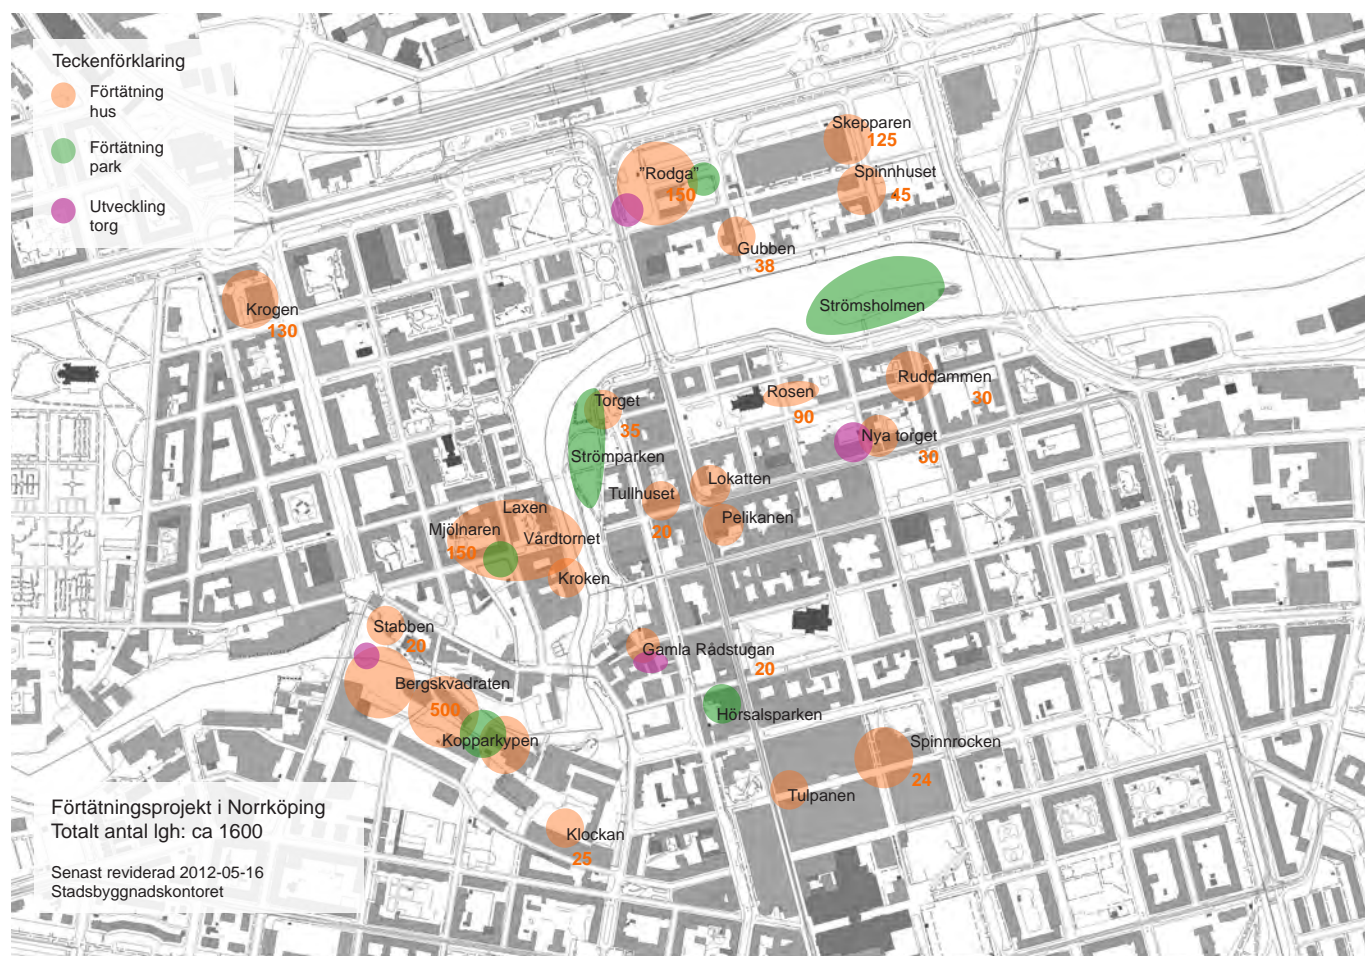 Teckenförklaring
Förtätning
hus
Förtätning
park
Utveckling
torg
Skepparen
125
"Rodga"
150
Spinnhuset
45
Gubben
38
Strömsholmen
Krogen
130
Ruddammen
30
Rosen
90
Torget
35
Nya torget
30
Strömparken
Lokatten
Tullhuset
20
Pelikanen
Laxen
Mjölnaren
150
Vårdtornet
Kroken
Stabben
20
Gamla Rådstugan
20
Bergskvadraten
500
Kopparkypen
Hörsalsparken
Spinnrocken
24
Tulpanen
Klockan
25
Förtätningsprojekt i Norrköping
Totalt antal lgh: ca 1600
Senast reviderad 2012-05-16
Stadsbyggnadskontoret